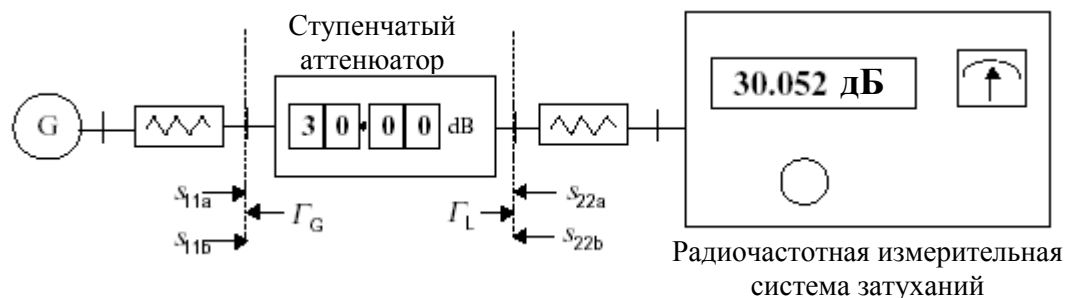 Ступенчатый
аттенюатор
30.052 дБ
G
3 0 . 0 0 dB
S11a
ΓG
ΓL
S22a
S11b
S22b
Радиочастотная измерительная
система затуханий